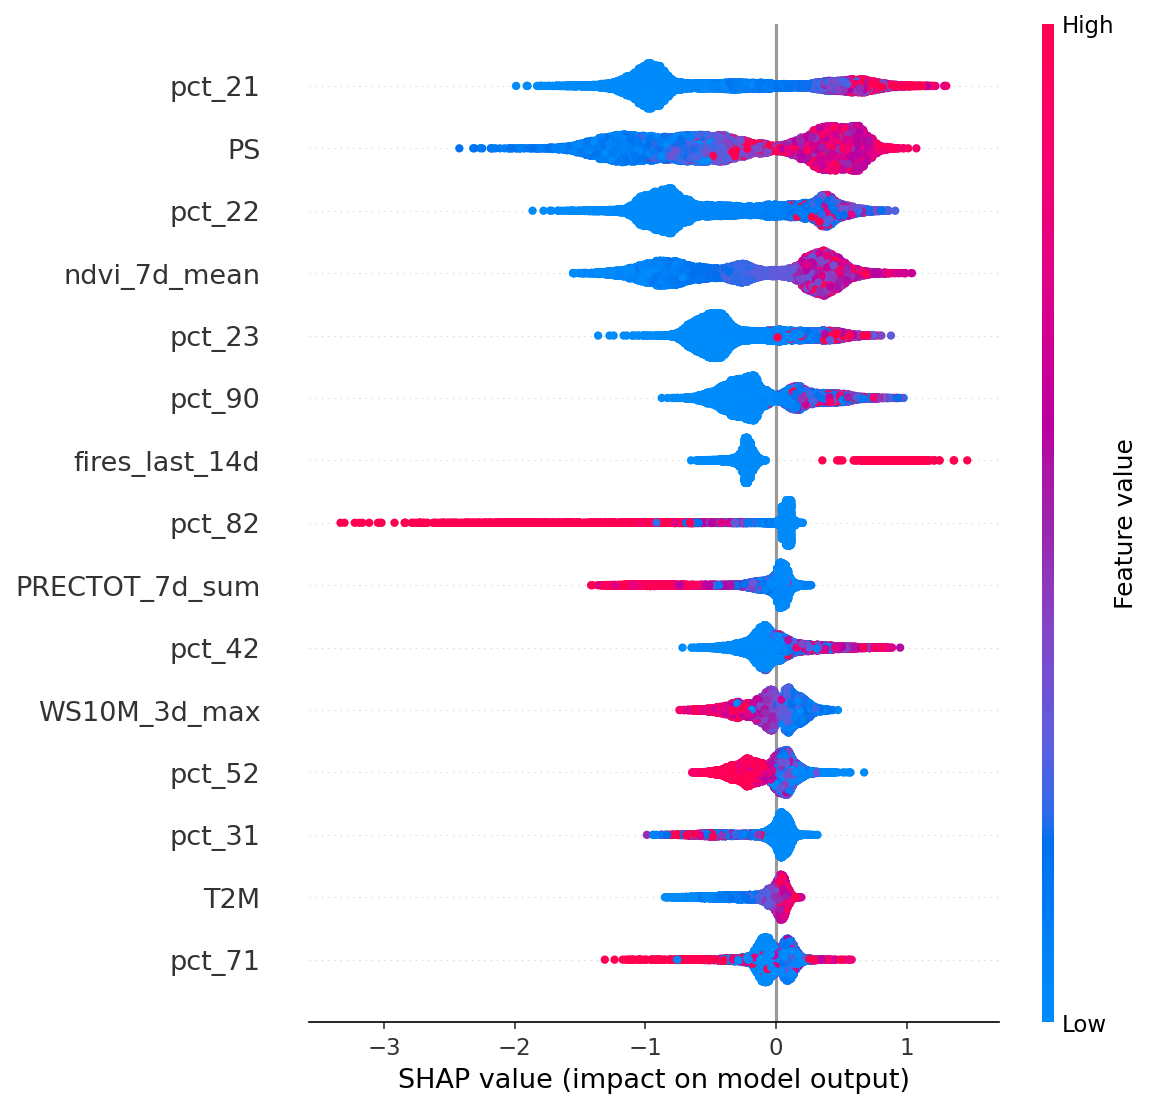 High
pct_21
PS
pct_22
ndvi_7d_mean
pct_23
pct_90
fires_last_14d
pct_82
PRECTOT_7d_sum
pct_42
WS10M_3d_max
pct_52
pct_31
T2M
pct_71
Feature value
Low
−3 −2 −1 0 1
SHAP value (impact on model output)